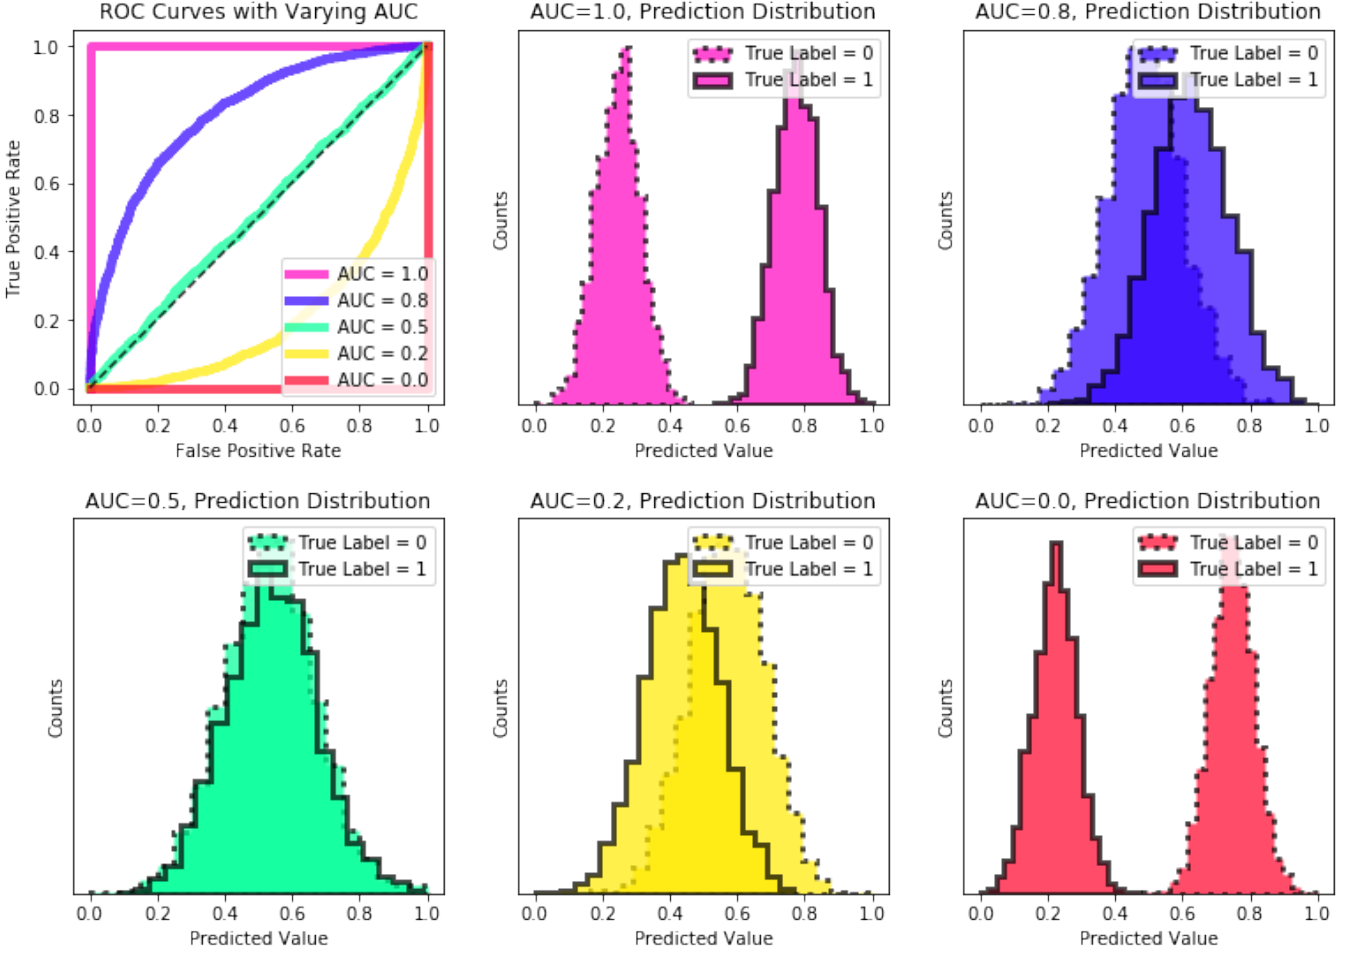 ROC Curves with Varying AUC
True Positive Rate
1.0
0.8
0.6
0.4
0.2
0.0
AUC = 1.0
AUC = 0.8
AUC = 0.5
AUC = 0.2
AUC = 0.0
0.0 0.2 0.4 0.6 0.8 1.0
False Positive Rate
AUC=1.0, Prediction Distribution
True Label = 0
True Label = 1
Counts
0.0 0.2 0.4 0.6 0.8 1.0
Predicted Value
AUC=0.8, Prediction Distribution
True Label = 0
True Label = 1
Counts
0.0 0.2 0.4 0.6 0.8 1.0
Predicted Value
AUC=0.5, Prediction Distribution
True Label = 0
True Label = 1
Counts
0.0 0.2 0.4 0.6 0.8 1.0
Predicted Value
AUC=0.2, Prediction Distribution
True Label = 0
True Label = 1
Counts
0.0 0.2 0.4 0.6 0.8 1.0
Predicted Value
AUC=0.0, Prediction Distribution
True Label = 0
True Label = 1
Counts
0.0 0.2 0.4 0.6 0.8 1.0
Predicted Value